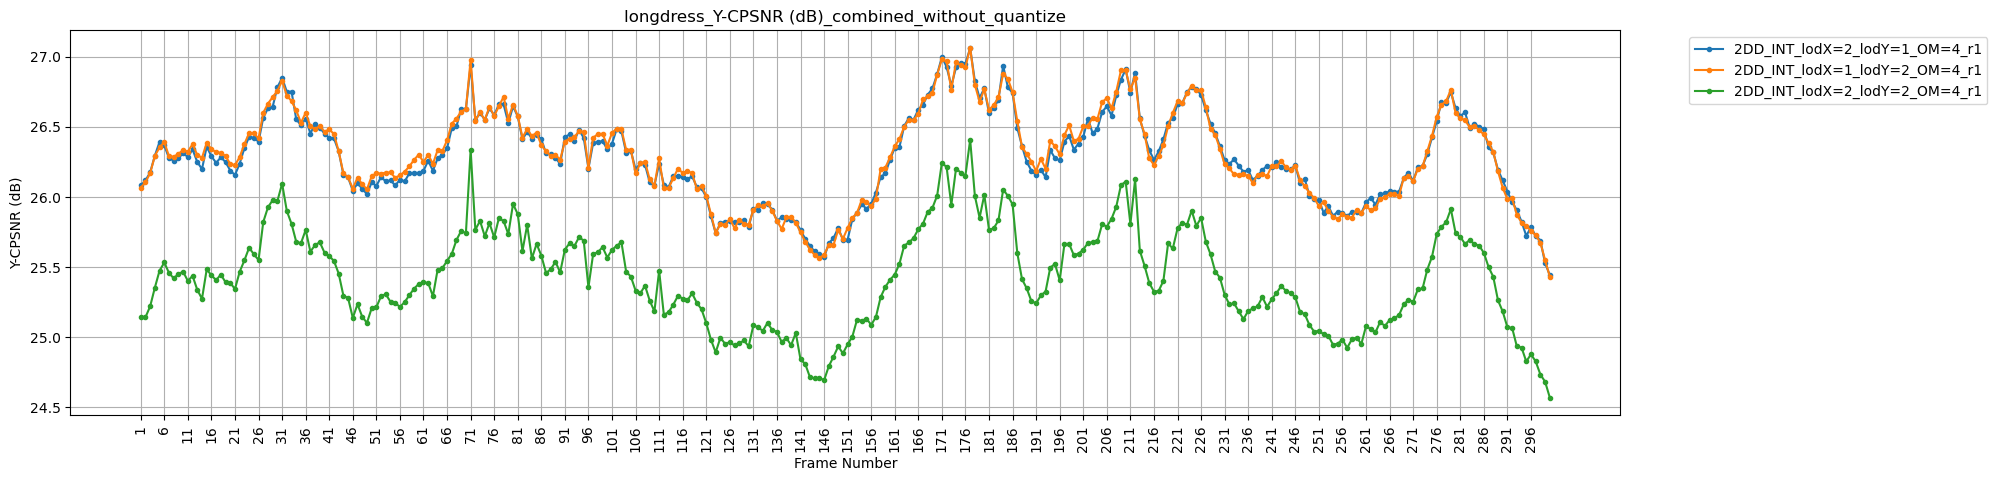 longdress_Y-CPSNR (dB)_combined_without_quantize
2DD_INT_lodX=2_lodY=1_OM=4_r1
2DD_INT_lodX=1_lodY=2_OM=4_r1
2DD_INT_lodX=2_lodY=2_OM=4_r1
Y-CPSNR (dB)
27.0
26.5
26.0
25.5
25.0
24.5
1 6 11 16 21 26 31 36 41 46 51 56 61 66 71 76 81 86 91 96 101 106 111 116 121 126 131 136 141 146 151 156 161 166 171 176 181 186 191 196 201 206 211 216 221 226 231 236 241 246 251 256 261 266 271 276 281 286 291 296
Frame Number